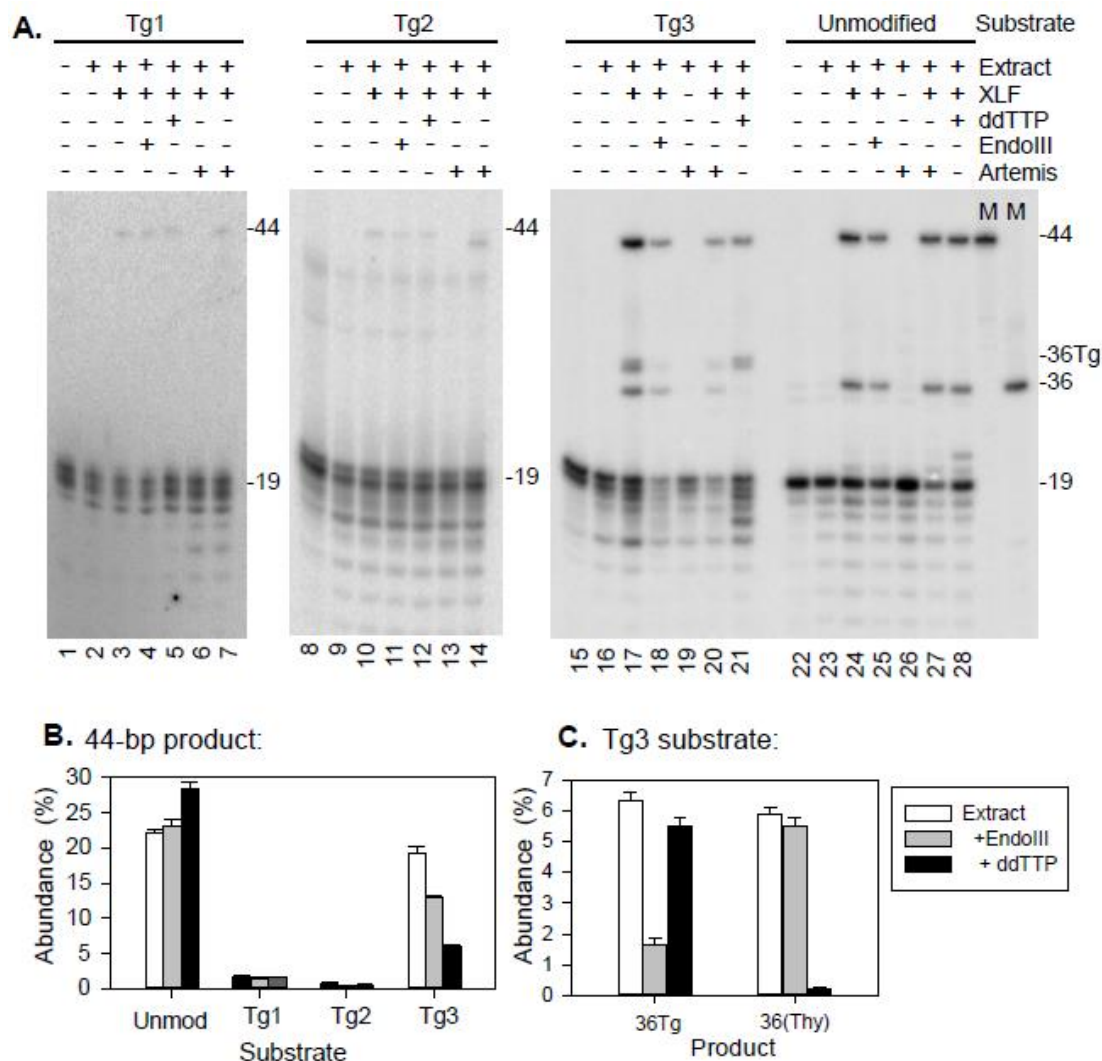 A. Tg1 Tg2 Tg3 Unmodified Substrate
- + + + + + + - + + + + + + - + + + + + + - + + + + + + Extract
- - + + + + + - - + + + + + - - + + - + + - - + + - + + XLF
- - - - + - - - - - - + - - - - - - - - + - - - - - - + ddTTP
- - - + - - - - - - + - - - - - - + - - - - - - + - - - EndoIII
- - - - - + + - - - - - + + - - - - + + - - - - - + + - Artemis
M M
-44 -44 -44
-36Tg
-36
-19 -19 -19
1 2 3 4 5 6 7 8 9 10 11 12 13 14 15 16 17 18 19 20 21 22 23 24 25 26 27 28
B. 44-bp product:
Abundance (%)
30
25
20
15
10
5
0
Unmod Tg1 Tg2 Tg3
Substrate
C. Tg3 substrate:
Abundance (%)
7
6
5
4
3
2
1
0
36Tg 36(Thy)
Product
Extract
+EndoIII
+ ddTTP